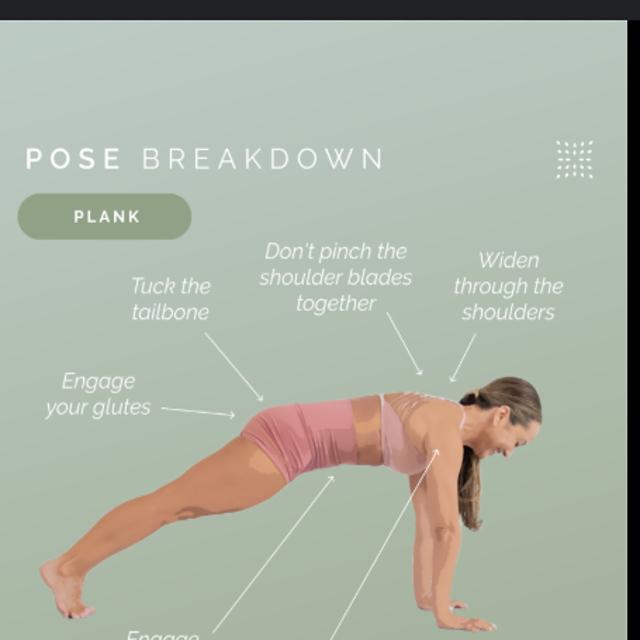 POSE BREAKDOWN
PLANK
Don't pinch the
shoulder blades
together
Widen
through the
shoulders
Tuck the
tailbone
Engage
your glutes
Engage